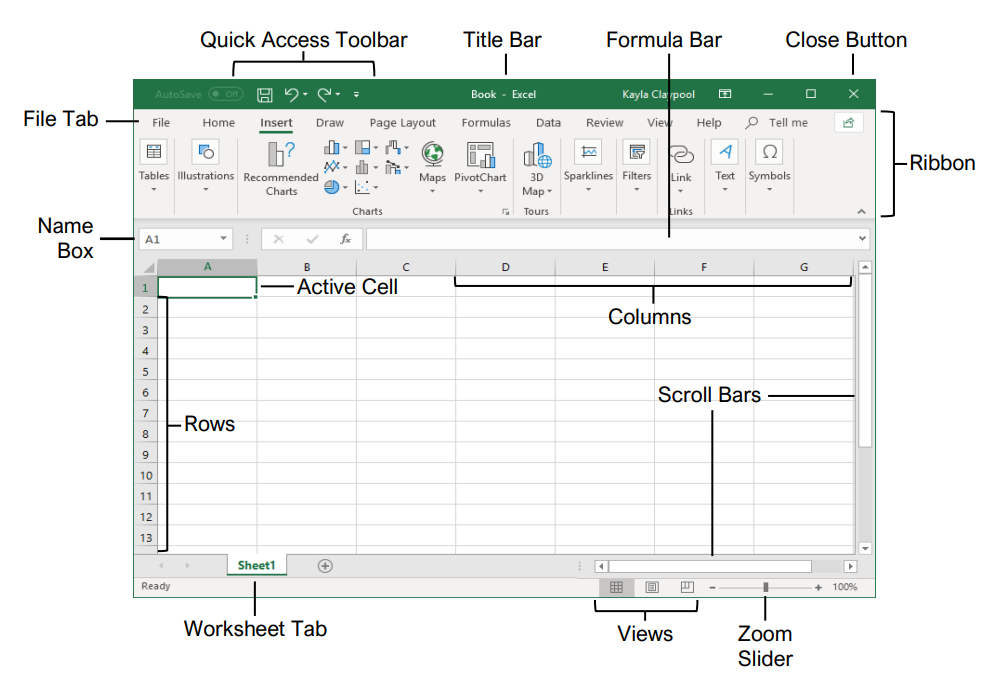 Quick Access Toolbar Title Bar Formula Bar Close Button
AutoSave Off Book - Excel Kayla Claypool
File Tab
File Home Insert Draw Page Layout Formulas Data Review View Help Tell me
Ribbon
Tables Illustrations Recommended Charts Maps PivotChart 3D Map Sparklines Filters Link Text Symbols
Charts Tours Links
Name
Box
A1 fx
A B C D E F G
1 Active Cell
Columns
2
3
4
5
6 Scroll Bars
7
8 Rows
9
10
11
12
13
Sheet1
Ready 100%
Worksheet Tab Views Zoom
Slider